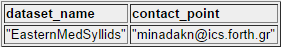 dataset_name contact_point
"EasternMedSyllids" "minadakn@ics.forth.gr"